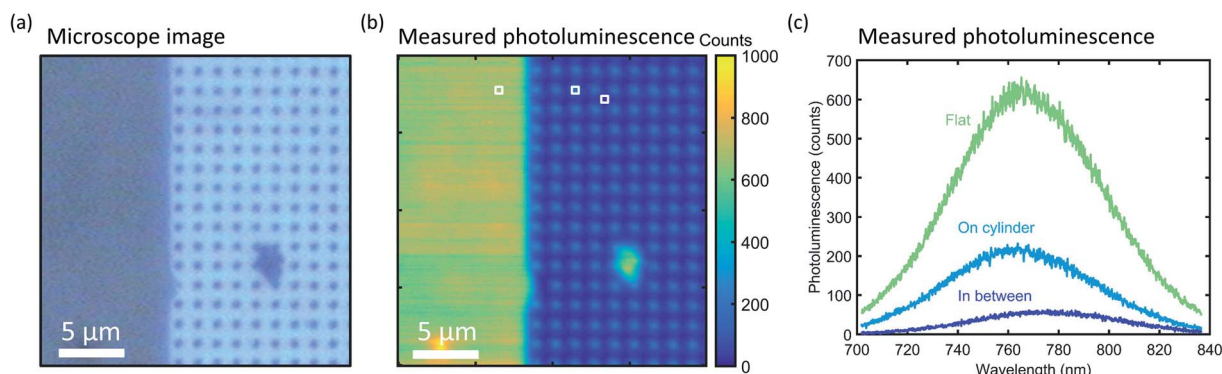 (a) Microscope image
5 μm
(b) Measured photoluminescence Counts
1000
800
600
400
200
0
5 μm
(c) Measured photoluminescence
Photoluminescence (counts)
700
600
500
400
300
200
100
0
Flat
On cylinder
In between
700 720 740 760 780 800 820 840
Wavelength (nm)